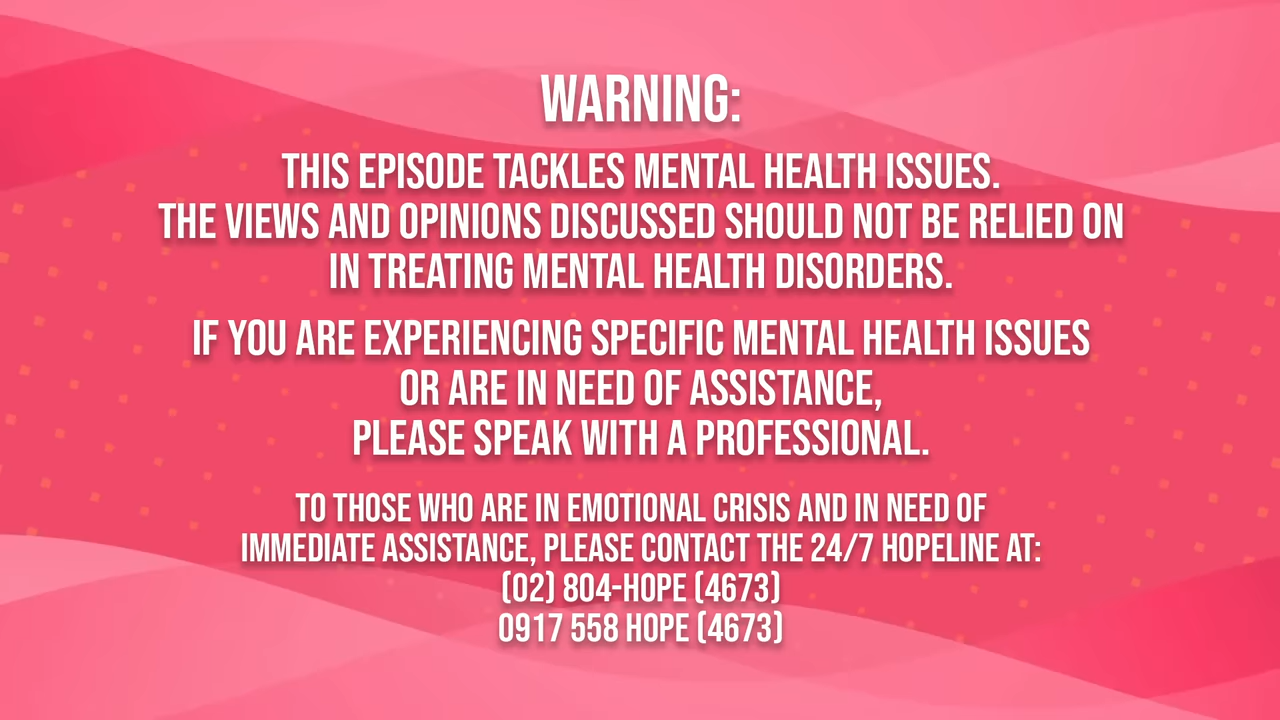 WARNING:
THIS EPISODE TACKLES MENTAL HEALTH ISSUES.
THE VIEWS AND OPINIONS DISCUSSED SHOULD NOT BE RELIED ON
IN TREATING MENTAL HEALTH DISORDERS.
IF YOU ARE EXPERIENCING SPECIFIC MENTAL HEALTH ISSUES
OR ARE IN NEED OF ASSISTANCE,
PLEASE SPEAK WITH A PROFESSIONAL.
TO THOSE WHO ARE IN EMOTIONAL CRISIS AND IN NEED OF
IMMEDIATE ASSISTANCE, PLEASE CONTACT THE 24/7 HOPELINE AT:
(02) 804-HOPE (4673)
0917 558 HOPE (4673)